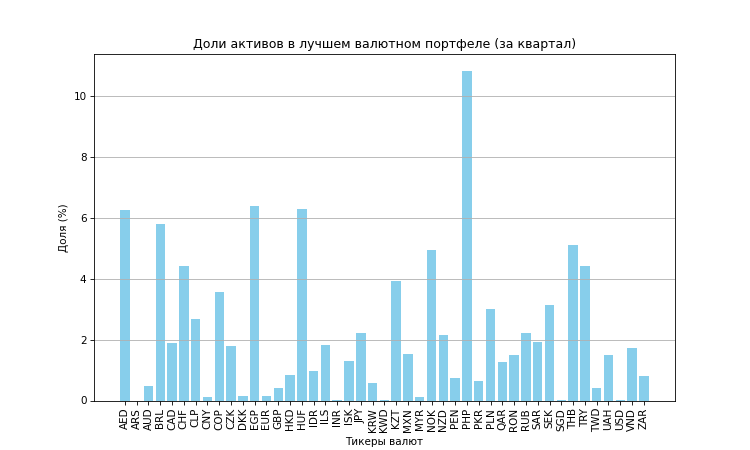 Доли активов в лучшем валютном портфеле (за квартал)
Доля (%)
10
8
6
4
2
0
AED ARS AUD BRL CAD CHF CLP CNY COP CZK DKK EGP EUR GBP HKD HUF IDR ILS INR ISK JPY KRW KWD KZT MXN MYR NOK NZD PEN PHP PKR PLN QAR RON RUB SAR SEK SGD THB TRY TWD UAH USD VND ZAR
Тикеры валют